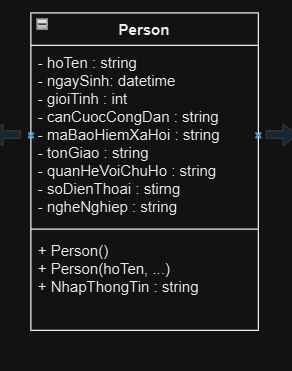 Person
- hoTen : string
- ngaySinh: datetime
- gioiTinh : int
- canCuocCongDan : string
- maBaoHiemXaHoi : string
- tonGiao : string
- quanHeVoiChuHo : string
- soDienThoai : stirng
- ngheNghiep : string
+ Person()
+ Person(hoTen, ...)
+ NhapThongTin : string